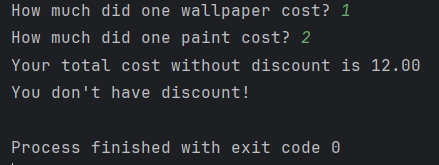 How much did one wallpaper cost? 1
How much did one paint cost? 2
Your total cost without discount is 12.00
You don't have discount!
Process finished with exit code 0